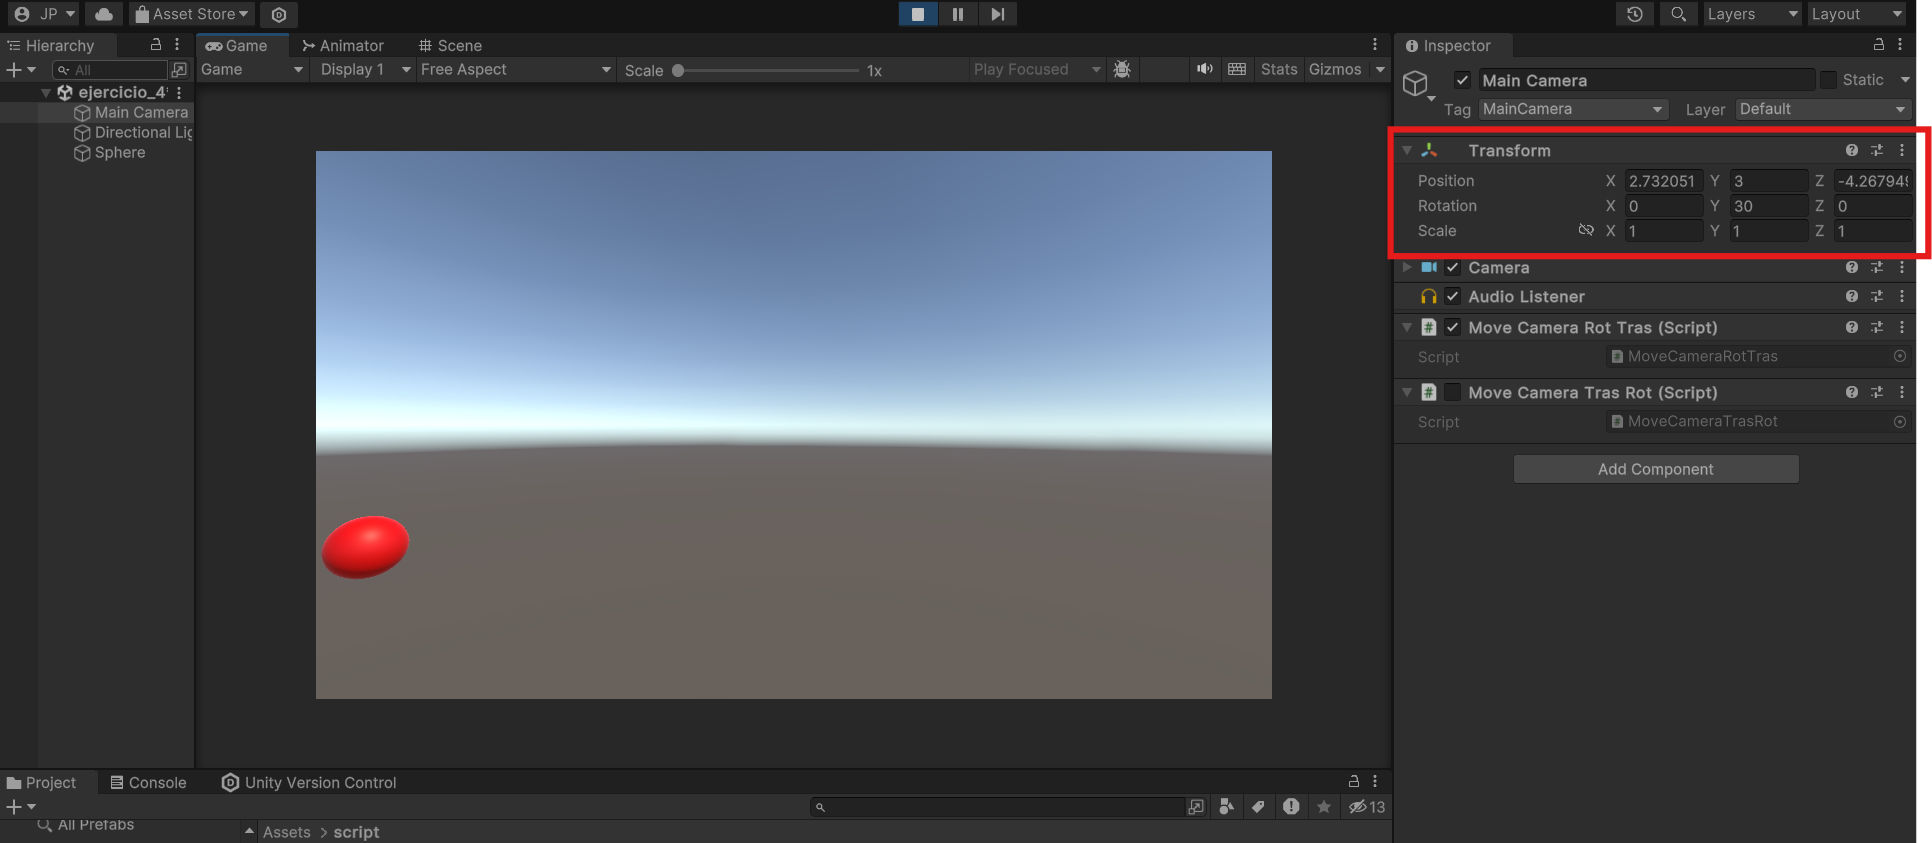 JP Asset Store Layers Layout
Hierarchy Game Animator Scene Inspector
All Game Display 1 Free Aspect Scale 1x Play Focused Stats Gizmos
ejercicio_4
Main Camera
Directional Lig
Sphere
Main Camera Static
Tag MainCamera Layer Default
Transform
Position X 2.732051 Y 3 Z -4.267949
Rotation X 0 Y 30 Z 0
Scale X 1 Y 1 Z 1
Camera
Audio Listener
# Move Camera Rot Tras (Script)
Script # MoveCameraRotTras
# Move Camera Tras Rot (Script)
Script # MoveCameraTrasRot
Add Component
Project Console Unity Version Control
13
All Prefabs Assets > script